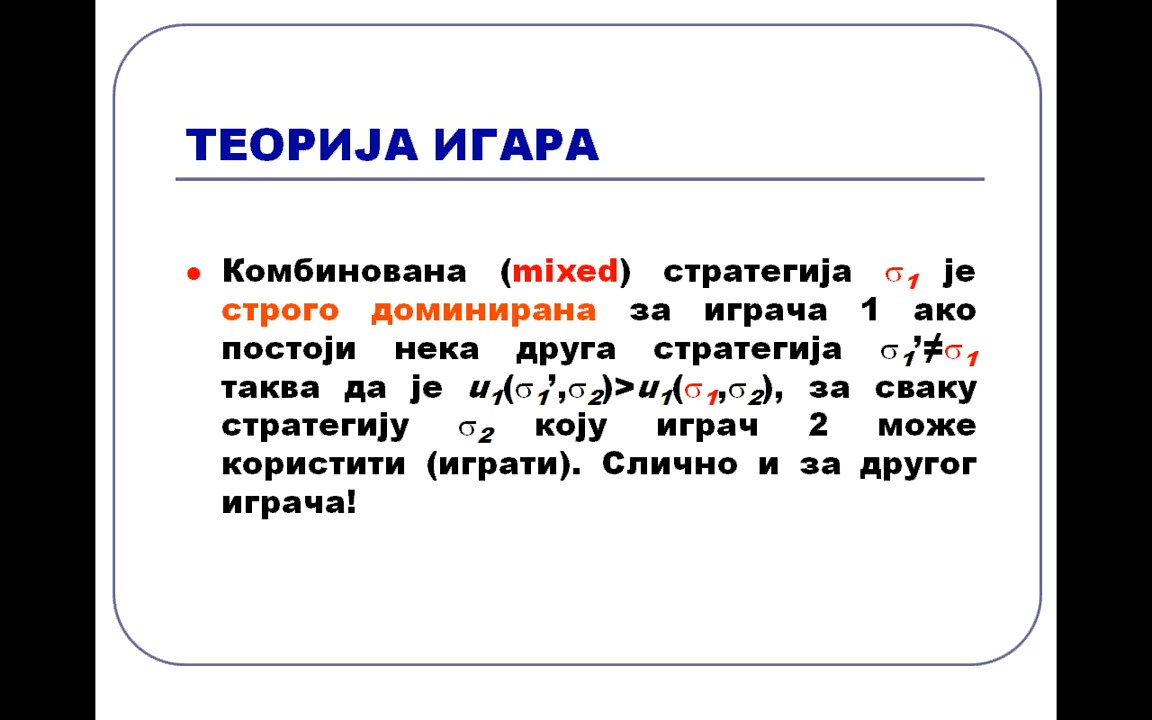 ТЕОРИЈА ИГАРА
• Комбинована (mixed) стратегија σ1 је
строго доминирана за играча 1 ако
постоји нека друга стратегија σ1’≠σ1
таква да је u1(σ1’,σ2)>u1(σ1,σ2), за сваку
стратегију σ2 коју играч 2 може
користити (играти). Слично и за другог
играча!